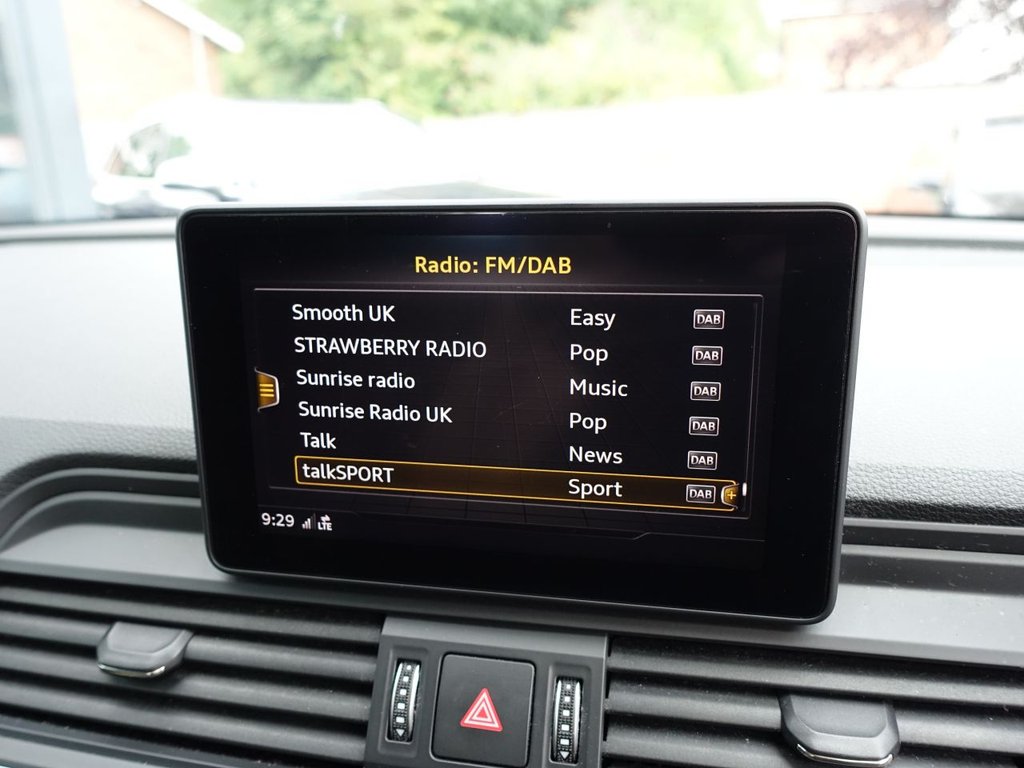 Radio: FM/DAB
Smooth UK Easy DAB
STRAWBERRY RADIO Pop DAB
Sunrise radio Music DAB
Sunrise Radio UK Pop DAB
Talk News DAB
talkSPORT Sport DAB +
9:29 LTE